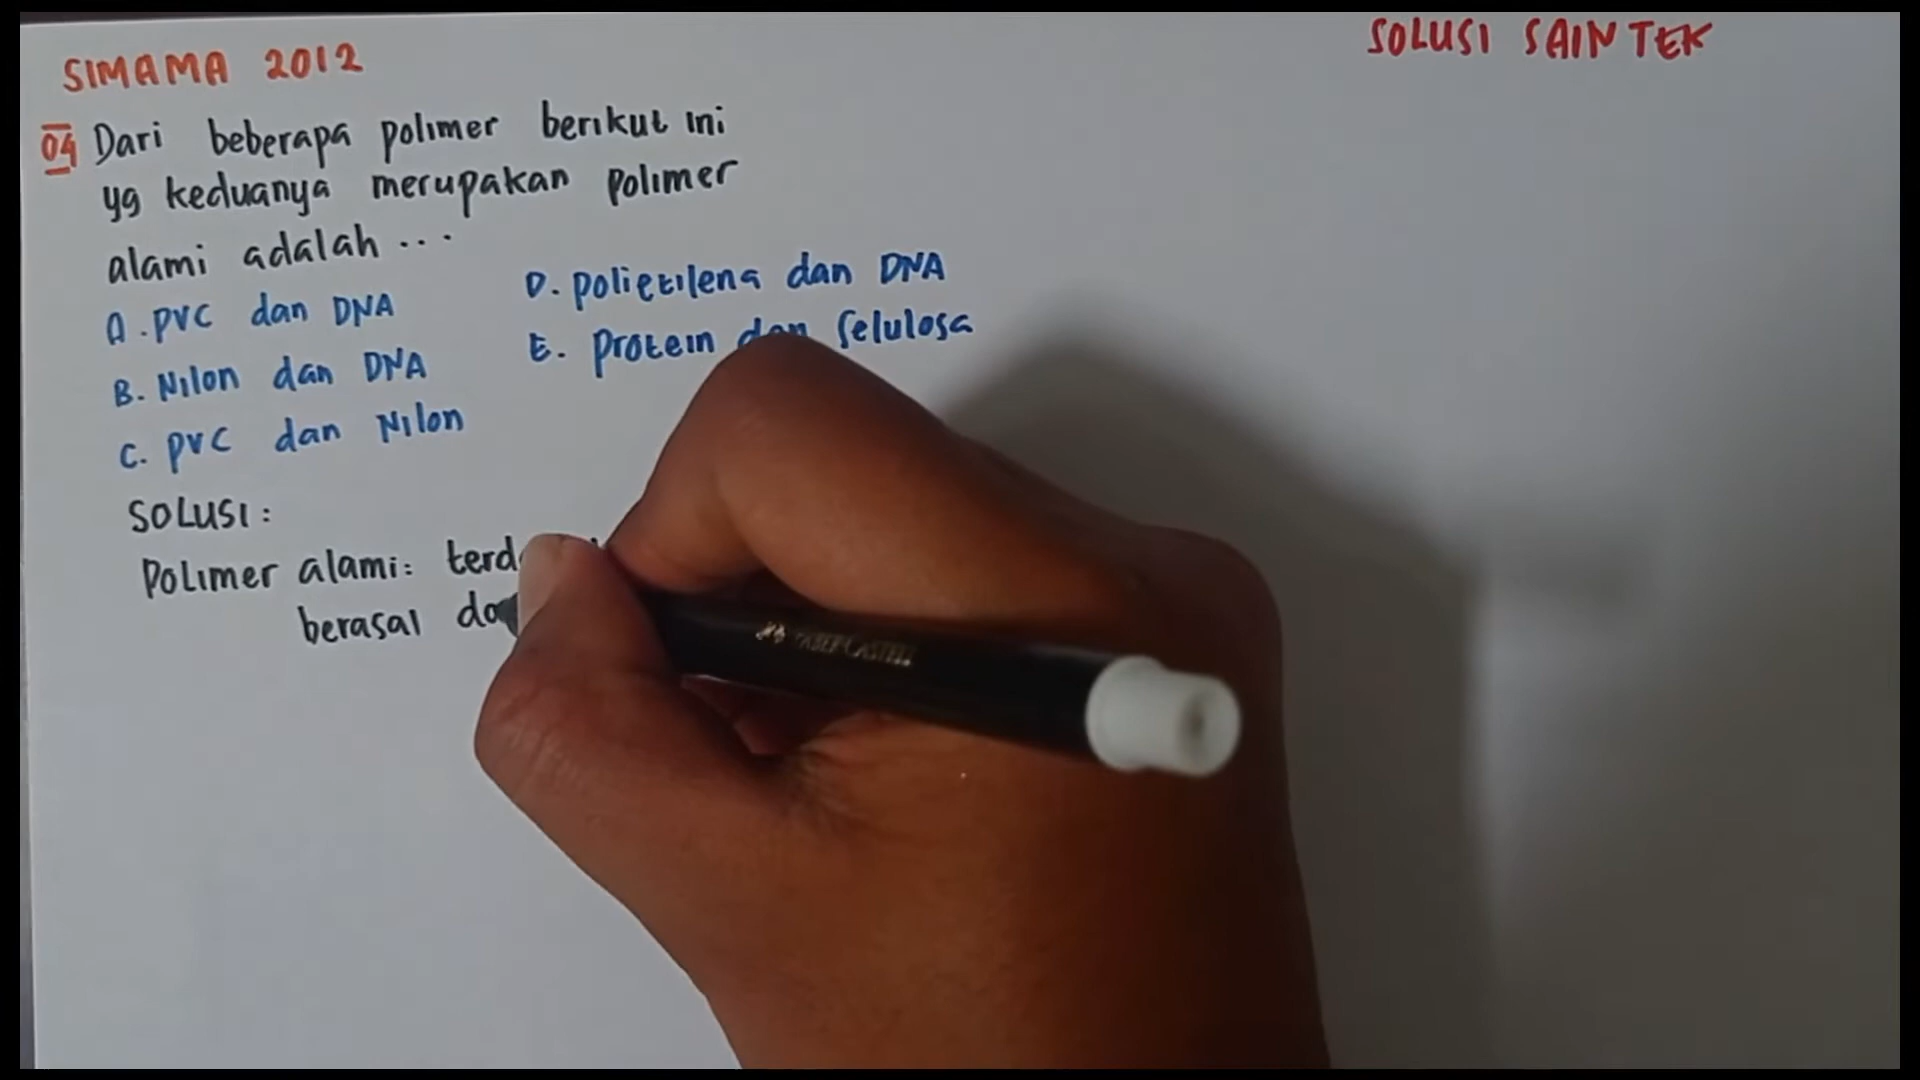 SIMAMA 2012
SOLUSI SAINTEK
04 Dari beberapa polimer berikut ini
yg keduanya merupakan polimer
alami adalah ...
A. PVC dan DNA
B. Nilon dan DNA
C. PVC dan Nilon
D. polietilena dan DNA
E. protein dan selulosa
SOLUSI:
Polimer alami:
berasal
FABER-CASTELL